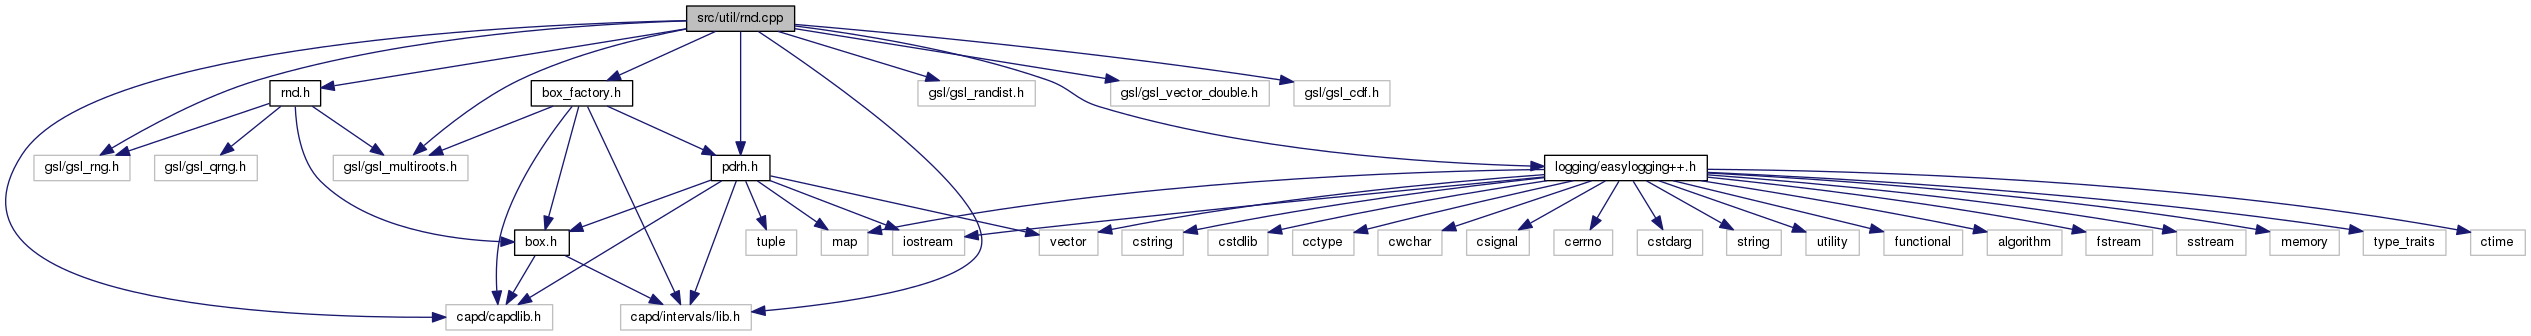 src/util/rnd.cpp
rnd.h
box_factory.h
gsl/gsl_randist.h
gsl/gsl_vector_double.h
gsl/gsl_cdf.h
gsl/gsl_rng.h
gsl/gsl_qrng.h
gsl/gsl_multiroots.h
pdrh.h
logging/easylogging++.h
box.h
tuple
map
iostream
vector
cstring
cstdlib
cctype
cwchar
csignal
cerrno
cstdarg
string
utility
functional
algorithm
fstream
sstream
memory
type_traits
ctime
capd/capdlib.h
capd/intervals/lib.h